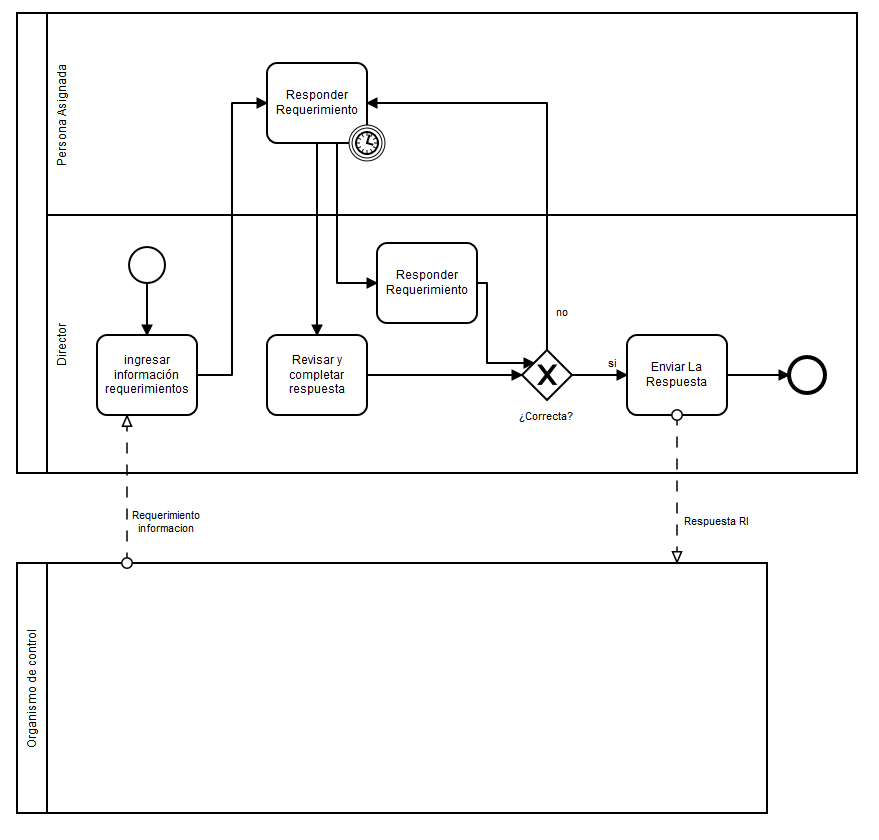 Persona Asignada
Responder
Requerimiento
Director
Responder
Requerimiento
no
ingresar
información
requerimientos
Revisar y
completar
respuesta
¿Correcta?
si
Enviar La
Respuesta
Requerimiento
informacion
Respuesta RI
Organismo de control